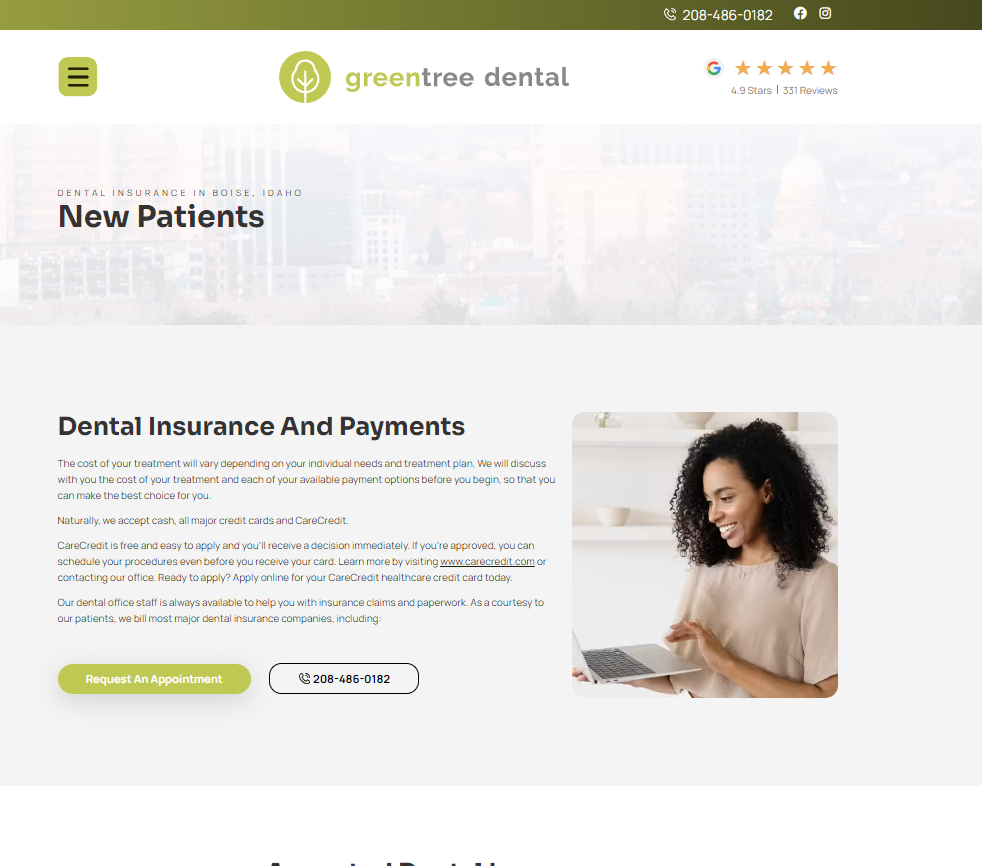 208-486-0182
greentree dental
4.9 Stars | 331 Reviews
DENTAL INSURANCE IN BOISE, IDAHO
New Patients
Dental Insurance And Payments
The cost of your treatment will vary depending on your individual needs and treatment plan. We will discuss
with you the cost of your treatment and each of your available payment options before you begin, so that you
can make the best choice for you.
Naturally, we accept cash, all major credit cards and CareCredit.
CareCredit is free and easy to apply and you'll receive a decision immediately. If you're approved, you can
schedule your procedures even before you receive your card. Learn more by visiting www.carecredit.com or
contacting our office. Ready to apply? Apply online for your CareCredit healthcare credit card today.
Our dental office staff is always available to help you with insurance claims and paperwork. As a courtesy to
our patients, we bill most major dental insurance companies, including:
Request An Appointment
208-486-0182